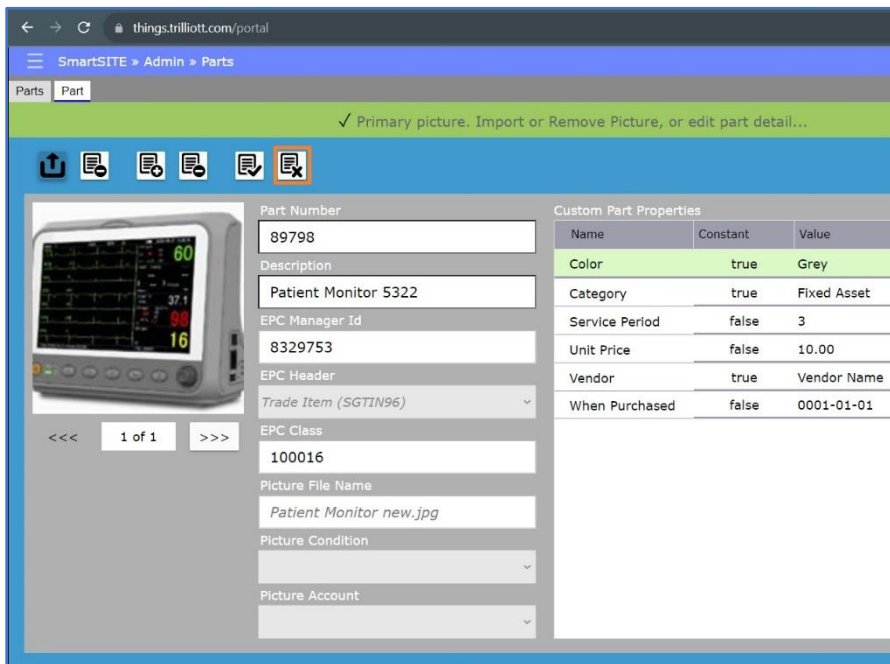 things.trilliott.com/portal
SmartSITE » Admin » Parts
Parts Part
✓ Primary picture. Import or Remove Picture, or edit part detail...
60
37.1
98
16
<<< 1 of 1 >>>
Part Number
89798
Description
Patient Monitor 5322
EPC Manager Id
8329753
EPC Header
Trade Item (SGTIN96)
EPC Class
100016
Picture File Name
Patient Monitor new.jpg
Picture Condition
Picture Account
Custom Part Properties
Name Constant Value
Color true Grey
Category true Fixed Asset
Service Period false 3
Unit Price false 10.00
Vendor true Vendor Name
When Purchased false 0001-01-01